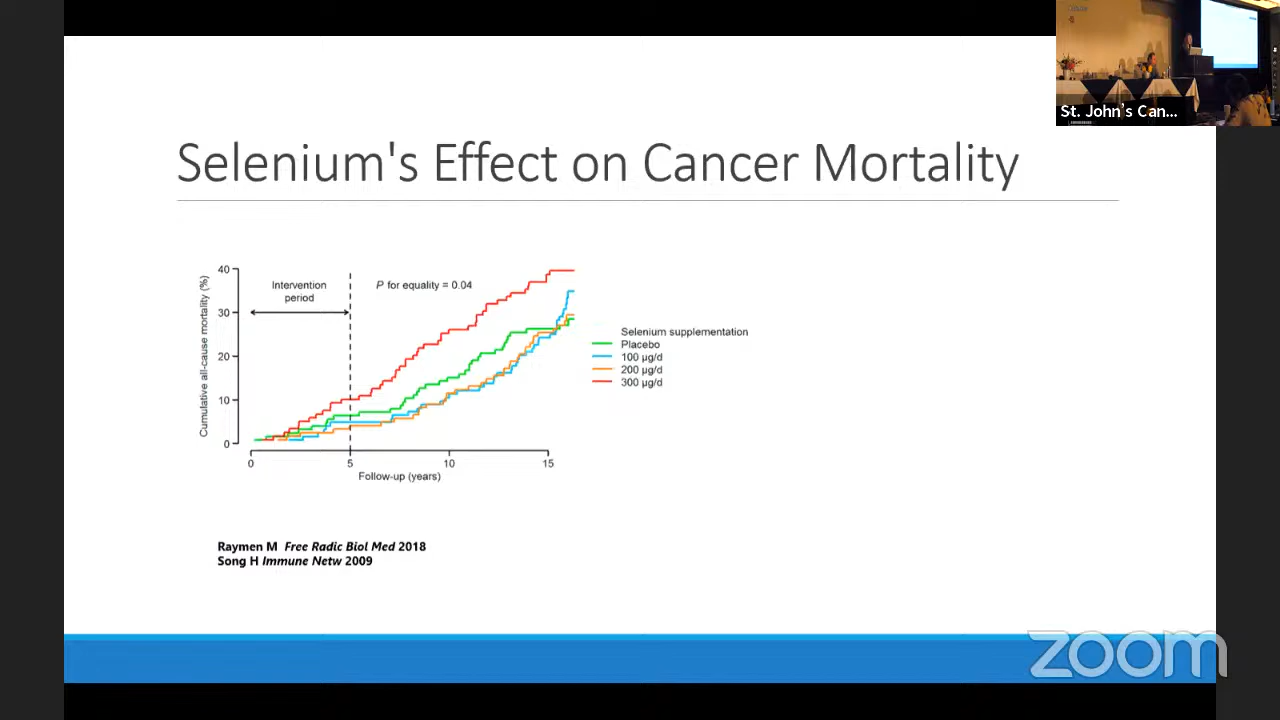 St. John's Can...
Selenium's Effect on Cancer Mortality
Cumulative all-cause mortality (%)
40
30
20
10
0
Intervention
period
P for equality = 0.04
0
5
10
15
Follow-up (years)
Selenium supplementation
Placebo
100 µg/d
200 µg/d
300 µg/d
Raymen M Free Radic Biol Med 2018
Song H Immune Netw 2009
zoom